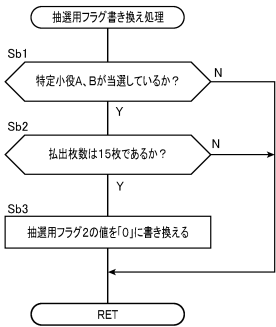 抽選用フラグ書き換え処理
Sb1
特定小役A、Bが当選しているか？
N
Y
Sb2
払出枚数は15枚であるか？
N
Y
Sb3
抽選用フラグ2の値を「0」に書き換える
RET